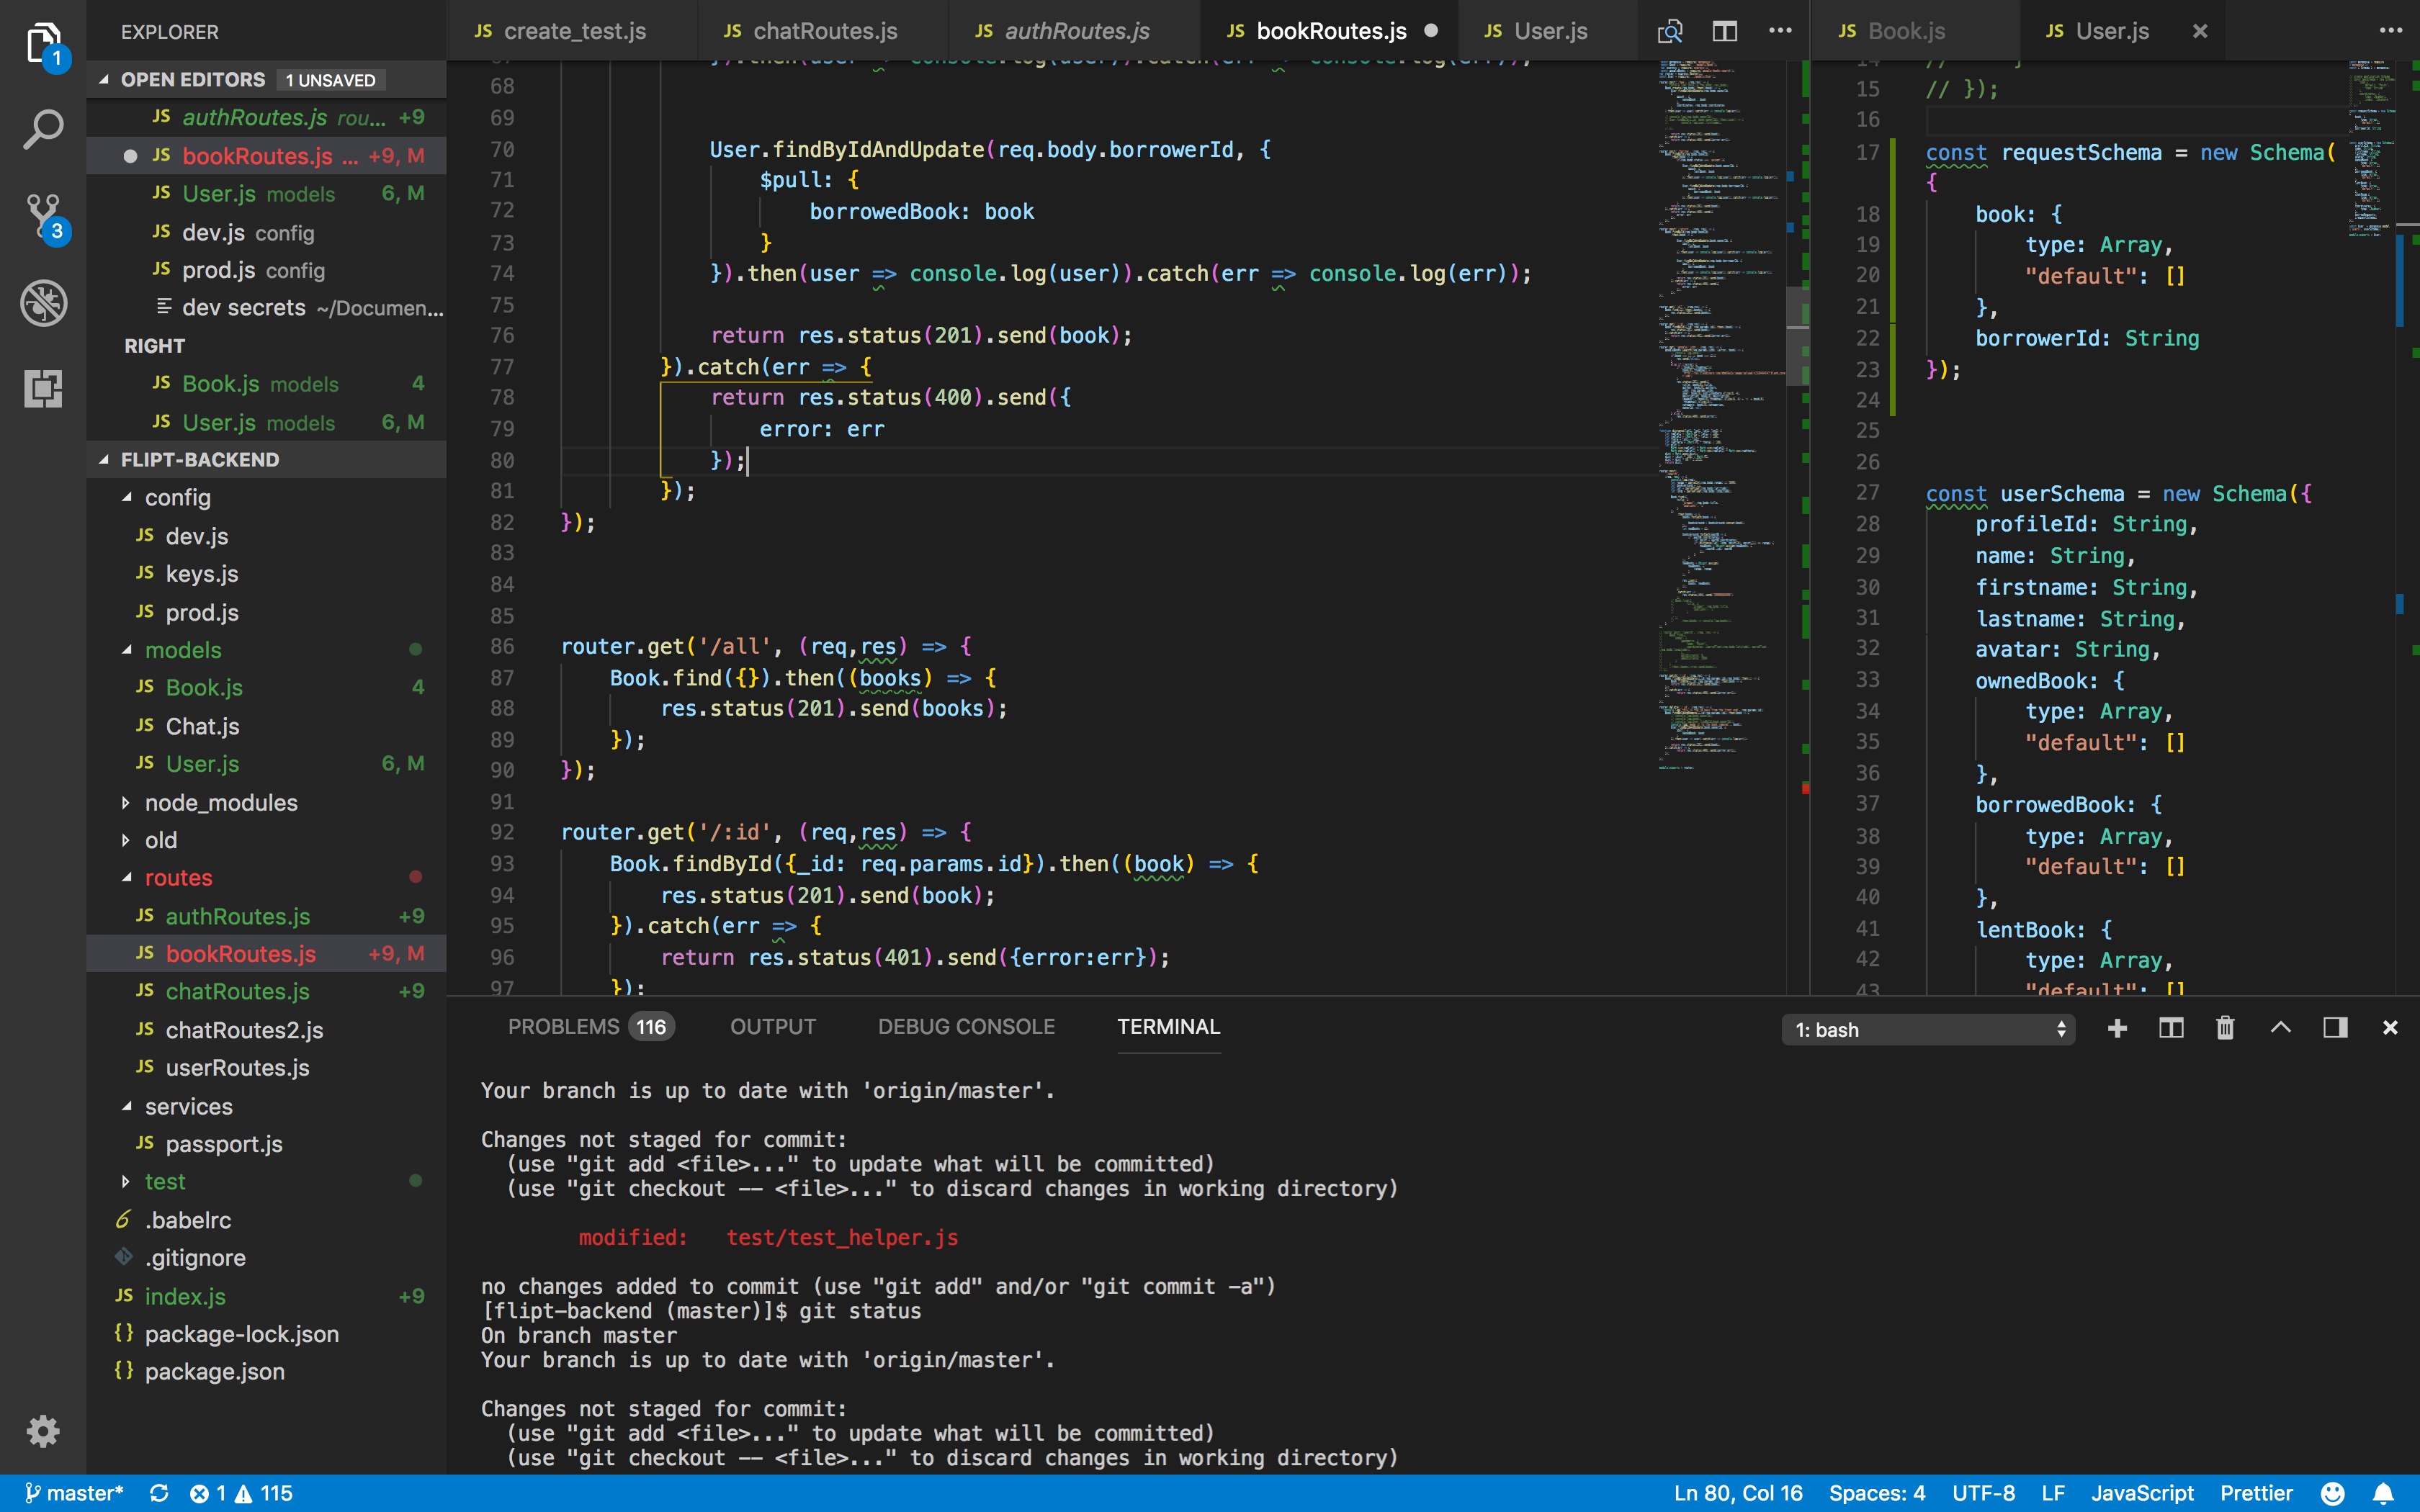 EXPLORER
OPEN EDITORS 1 UNSAVED
JS authRoutes.js rou... +9
JS bookRoutes.js ... +9, M
JS User.js models 6, M
JS dev.js config
JS prod.js config
dev secrets ~/Documen...
RIGHT
JS Book.js models 4
JS User.js models 6, M
FLIPT-BACKEND
config
JS dev.js
JS keys.js
JS prod.js
models
JS Book.js 4
JS Chat.js
JS User.js 6, M
node_modules
old
routes
JS authRoutes.js +9
JS bookRoutes.js +9, M
JS chatRoutes.js +9
JS chatRoutes2.js
JS userRoutes.js
services
JS passport.js
test
.babelrc
.gitignore
JS index.js +9
{} package-lock.json
{} package.json
1
3
JS create_test.js JS chatRoutes.js JS authRoutes.js JS bookRoutes.js JS User.js
67 }).then(user => console.log(user)).catch(err => console.log(err));
68
69
70 User.findByIdAndUpdate(req.body.borrowerId, {
71 $pull: {
72 borrowedBook: book
73 }
74 }).then(user => console.log(user)).catch(err => console.log(err));
75
76 return res.status(201).send(book);
77 }).catch(err => {
78 return res.status(400).send({
79 error: err
80 });
81 });
82 });
83
84
85
86 router.get('/all', (req,res) => {
87 Book.find({}).then((books) => {
88 res.status(201).send(books);
89 });
90 });
91
92 router.get('/:id', (req,res) => {
93 Book.findById({_id: req.params.id}).then((book) => {
94 res.status(201).send(book);
95 }).catch(err => {
96 return res.status(401).send({error:err});
97 });
JS Book.js JS User.js
14 // }
15 // });
16
17 const requestSchema = new Schema(
{
18 book: {
19 type: Array,
20 "default": []
21 },
22 borrowerId: String
23 });
24
25
26
27 const userSchema = new Schema({
28 profileId: String,
29 name: String,
30 firstname: String,
31 lastname: String,
32 avatar: String,
33 ownedBook: {
34 type: Array,
35 "default": []
36 },
37 borrowedBook: {
38 type: Array,
39 "default": []
40 },
41 lentBook: {
42 type: Array,
43 "default": []
PROBLEMS 116 OUTPUT DEBUG CONSOLE TERMINAL 1: bash
Your branch is up to date with 'origin/master'.
Changes not staged for commit:
(use "git add <file>..." to update what will be committed)
(use "git checkout -- <file>..." to discard changes in working directory)
modified: test/test_helper.js
no changes added to commit (use "git add" and/or "git commit -a")
[flipt-backend (master)]$ git status
On branch master
Your branch is up to date with 'origin/master'.
Changes not staged for commit:
(use "git add <file>..." to update what will be committed)
(use "git checkout -- <file>..." to discard changes in working directory)
master* 1 115 Ln 80, Col 16 Spaces: 4 UTF-8 LF JavaScript Prettier